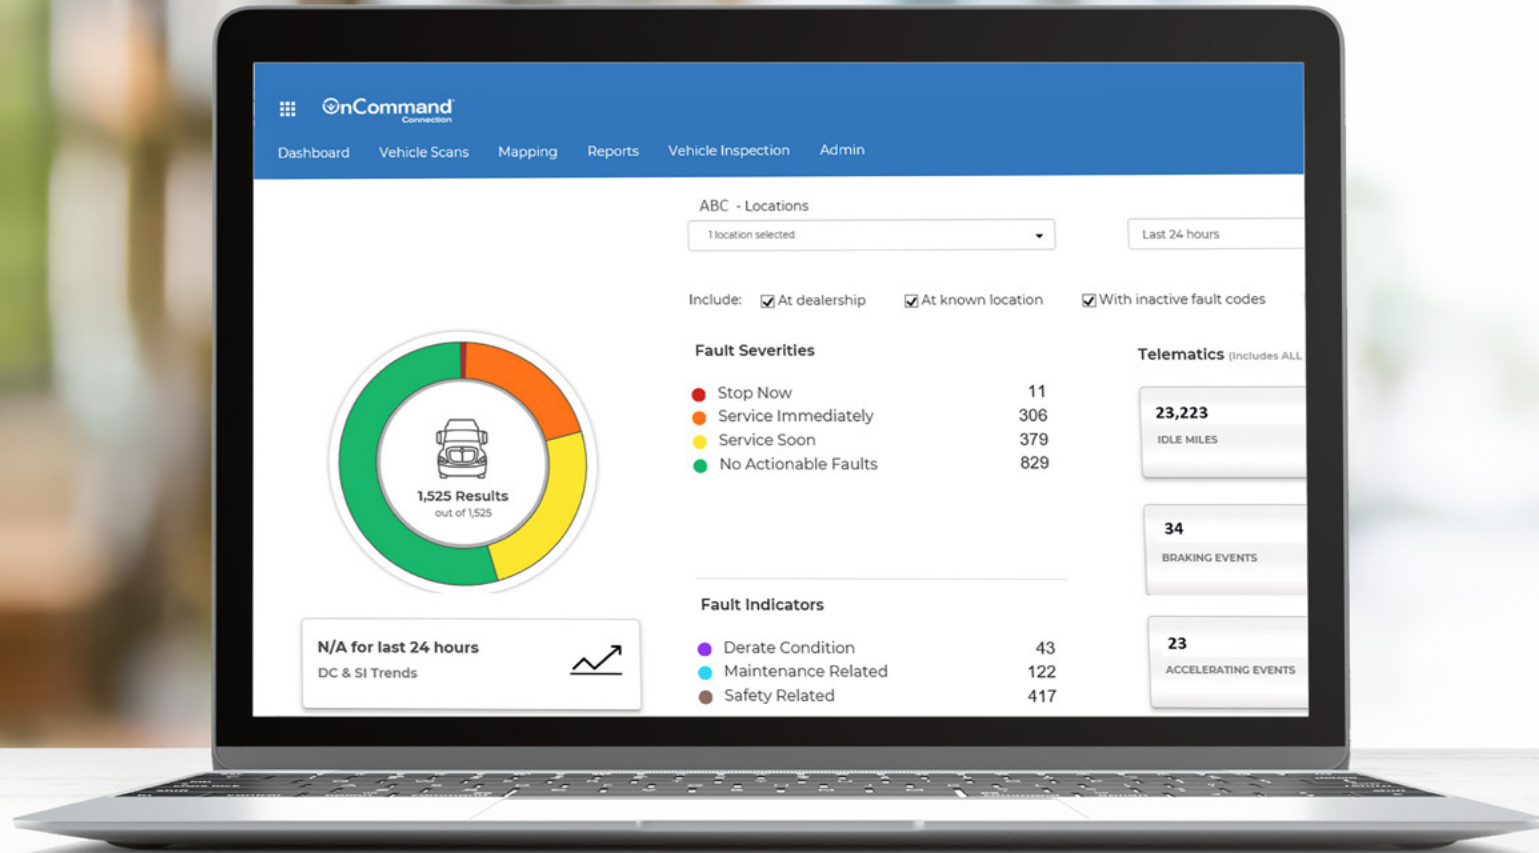 OnCommand
Connection
Dashboard Vehicle Scans Mapping Reports Vehicle Inspection Admin
ABC - Locations
1 location selected
Last 24 hours
Include: At dealership At known location With inactive fault codes
1,525 Results
out of 1,525
N/A for last 24 hours
DC & SI Trends
Fault Severities
Stop Now 11
Service Immediately 306
Service Soon 379
No Actionable Faults 829
Fault Indicators
Derate Condition 43
Maintenance Related 122
Safety Related 417
Telematics (Includes ALL
23,223
IDLE MILES
34
BRAKING EVENTS
23
ACCELERATING EVENTS